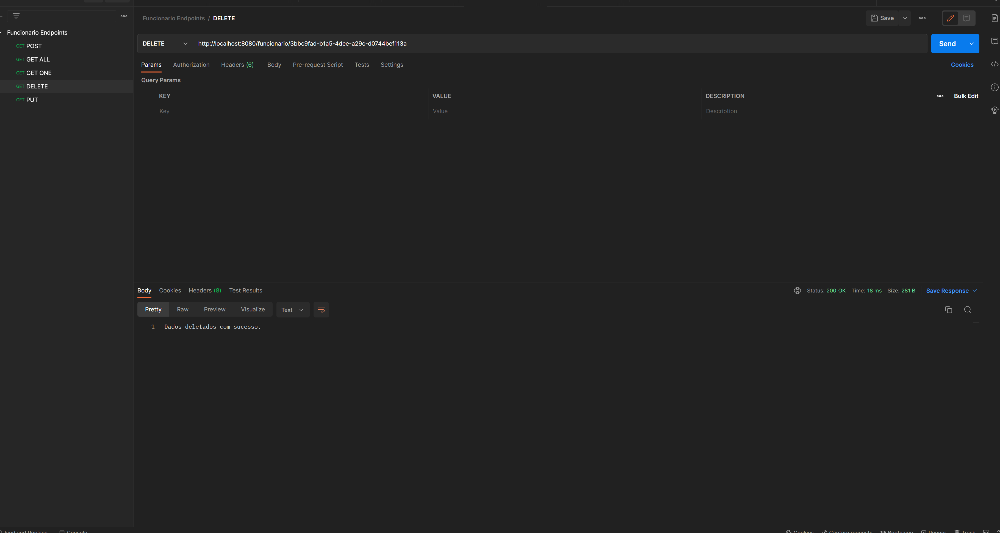 Funcionario Endpoints / DELETE
Save
Funcionario Endpoints
GET POST
GET GET ALL
GET GET ONE
GET DELETE
GET PUT
DELETE http://localhost:8080/funcionario/3bbc9fad-b1a5-4dee-a29c-d0744bef113a Send
Params Authorization Headers (6) Body Pre-request Script Tests Settings Cookies
Query Params
KEY VALUE DESCRIPTION Bulk Edit
Key Value Description
Body Cookies Headers (8) Test Results Status: 200 OK Time: 18 ms Size: 281 B Save Response
Pretty Raw Preview Visualize Text
1 Dados deletados com sucesso.
Find and Replace Console Cookies Capture requests Bootcamp Runner Trash